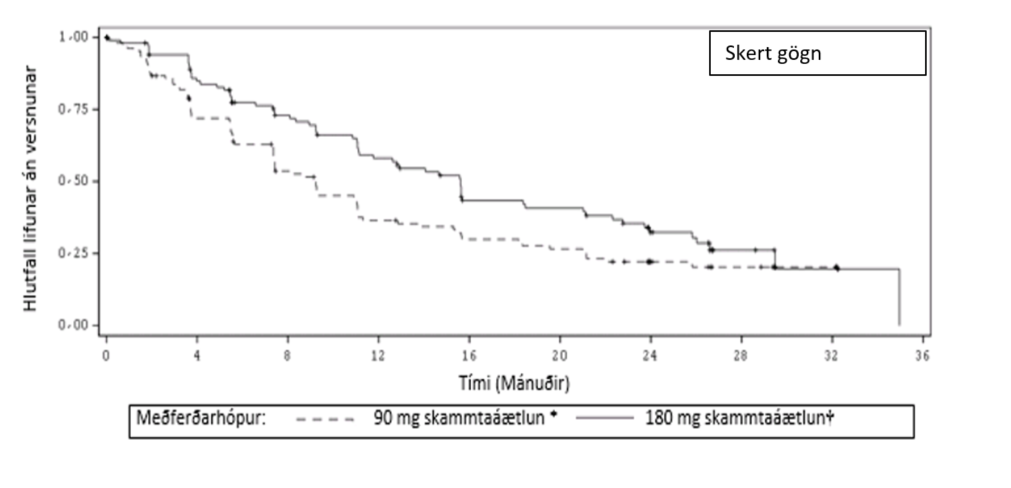 Skert gögn
Hlutfall lifunar án versnunar
1,00
0,75
0,50
0,25
0,00
0 4 8 12 16 20 24 28 32 36
Tími (Mánuðir)
Meðferðarhópur: 90 mg skammtaáætlun * 180 mg skammtaáætlun†